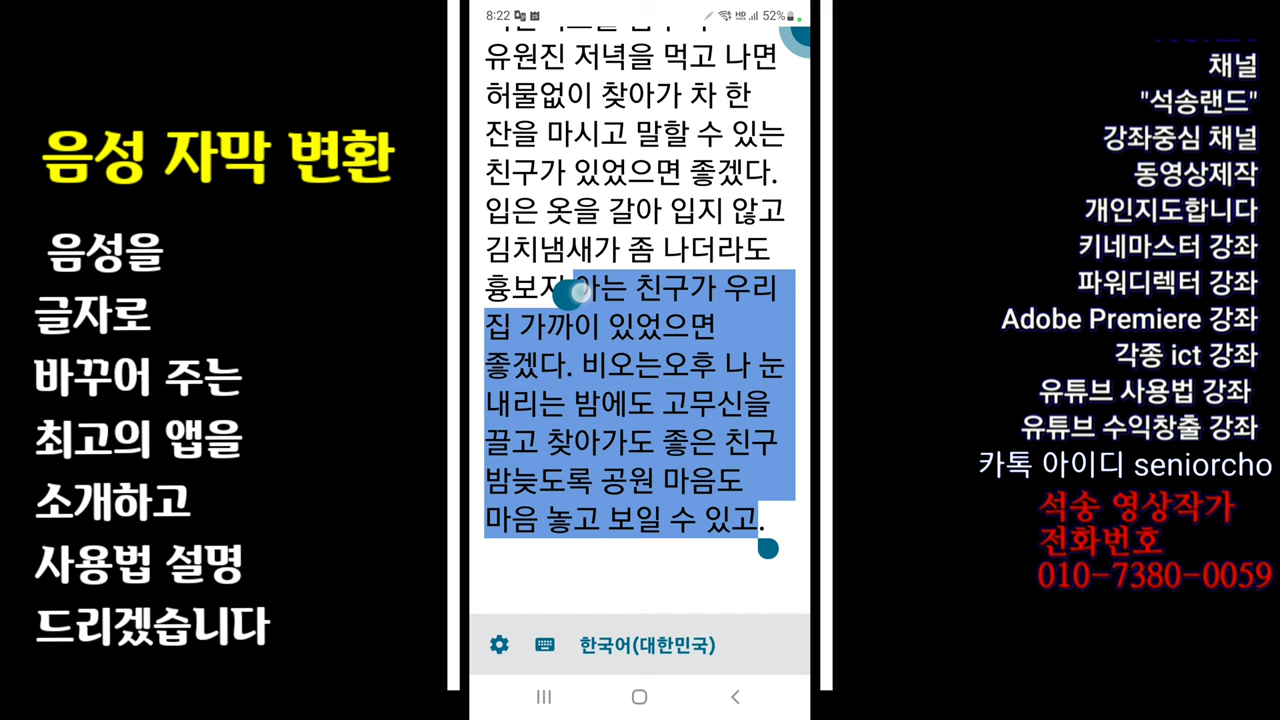 음성 자막 변환
음성을
글자로
바꾸어 주는
최고의 앱을
소개하고
사용법 설명
드리겠습니다
8:22
52%
유원진 저녁을 먹고 나면
허물없이 찾아가 차 한
잔을 마시고 말할 수 있는
친구가 있었으면 좋겠다.
입은 옷을 갈아 입지 않고
김치냄새가 좀 나더라도
흉보지 아는 친구가 우리
집 가까이 있었으면
좋겠다. 비오는오후 나 눈
내리는 밤에도 고무신을
끌고 찾아가도 좋은 친구
밤늦도록 공원 마음도
마음 놓고 보일 수 있고.
한국어(대한민국)
채널
"석송랜드"
강좌중심 채널
동영상제작
개인지도합니다
키네마스터 강좌
파워디렉터 강좌
Adobe Premiere 강좌
각종 ict 강좌
유튜브 사용법 강좌
유튜브 수익창출 강좌
카톡 아이디 seniorcho
석송 영상작가
전화번호
010-7380-0059